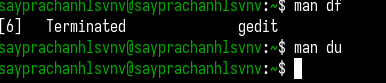 sayprachanhlsvnv@sayprachanhlsvnv:~$ man df
[6]   Terminated              gedit
sayprachanhlsvnv@sayprachanhlsvnv:~$ man du
sayprachanhlsvnv@sayprachanhlsvnv:~$